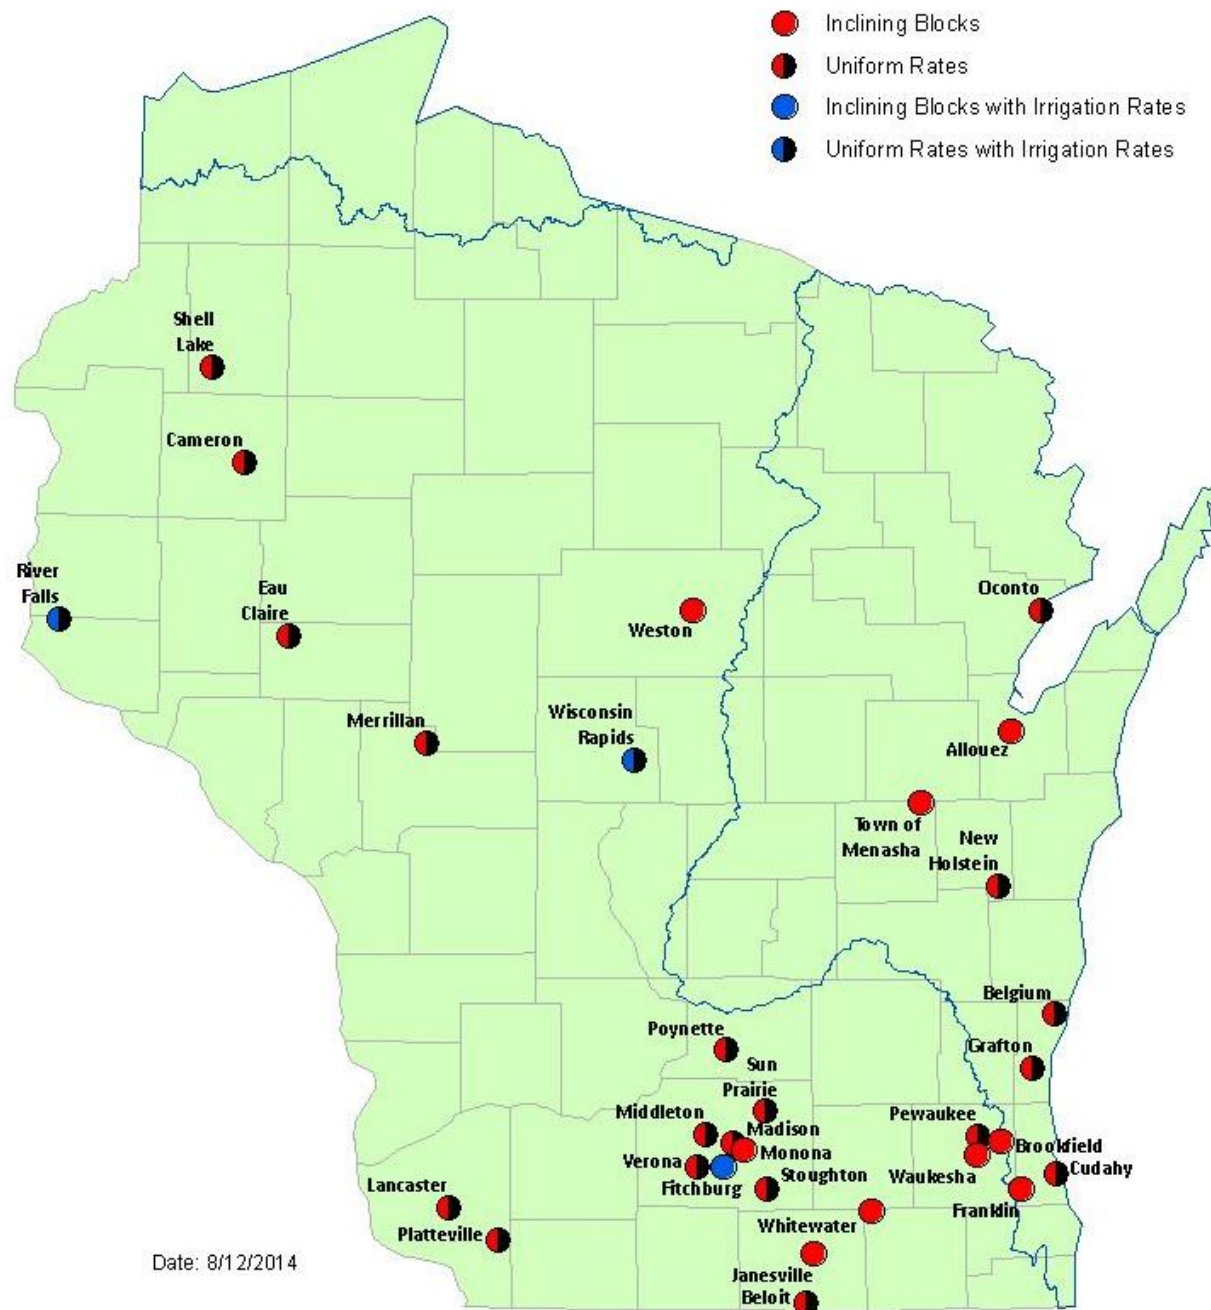 Inclining Blocks
Uniform Rates
Inclining Blocks with Irrigation Rates
Uniform Rates with Irrigation Rates
Shell
Lake
Cameron
River
Falls
Eau
Claire
Weston
Oconto
Merrillan
Wisconsin
Rapids
Allouez
Town of
Menasha
New
Holstein
Belgium
Poynette
Grafton
Sun
Prairie
Middleton
Madison
Pewaukee
Brookfield
Monona
Verona
Fitchburg
Stoughton
Waukesha
Cudahy
Lancaster
Whitewater
Franklin
Platteville
Janesville
Beloit
Date: 8/12/2014